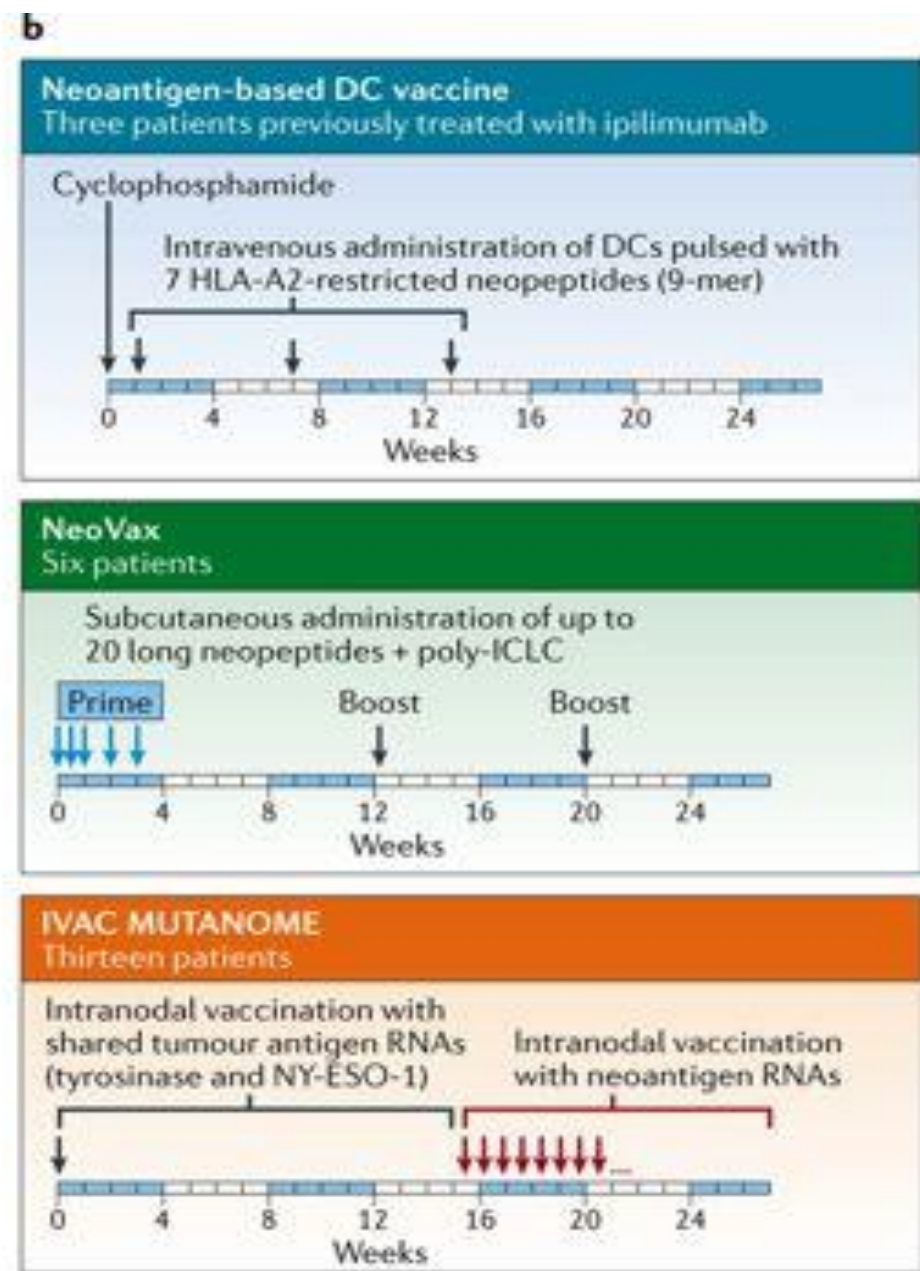 b
Neoantigen-based DC vaccine
Three patients previously treated with ipilimumab
Cyclophosphamide
Intravenous administration of DCs pulsed with
7 HLA-A2-restricted neopeptides (9-mer)
0 4 8 12 16 20 24
Weeks
NeoVax
Six patients
Subcutaneous administration of up to
20 long neopeptides + poly-ICLC
Prime Boost Boost
0 4 8 12 16 20 24
Weeks
IVAC MUTANOME
Thirteen patients
Intranodal vaccination with
shared tumour antigen RNAs
(tyrosinase and NY-ESO-1)
Intranodal vaccination
with neoantigen RNAs
...
0 4 8 12 16 20 24
Weeks